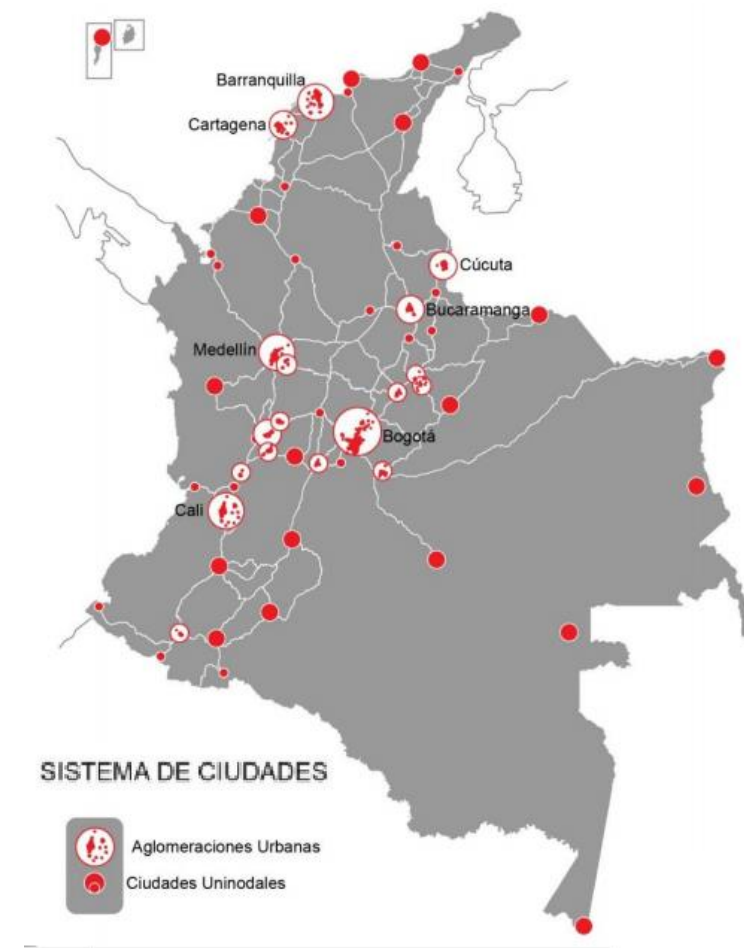 Barranquilla
Cartagena
Cúcuta
Bucaramanga
Medellín
Bogotá
Cali
SISTEMA DE CIUDADES
Aglomeraciones Urbanas
Ciudades Uninodales